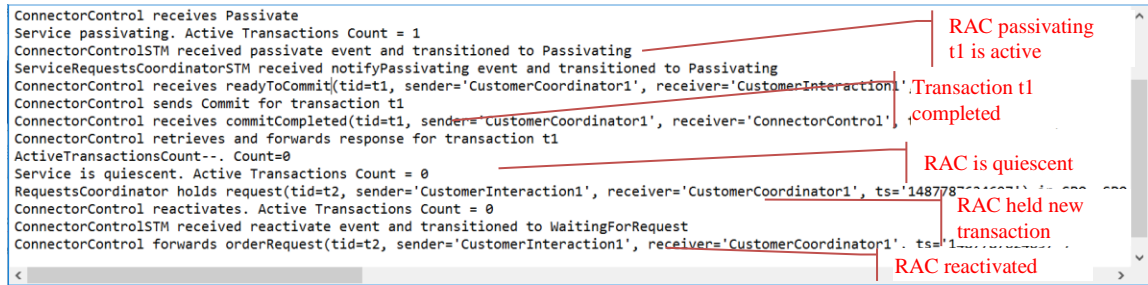 ConnectorControl receives Passivate
Service passivating. Active Transactions Count = 1
ConnectorControlSTM received passivate event and transitioned to Passivating
ServiceRequestsCoordinatorSTM received notifyPassivating event and transitioned to Passivating
ConnectorControl receives readyToCommit(tid=t1, sender='CustomerCoordinator1', receiver='CustomerInteraction1',
ConnectorControl sends Commit for transaction t1
ConnectorControl receives commitCompleted(tid=t1, sender='CustomerCoordinator1', receiver='ConnectorControl',
ConnectorControl retrieves and forwards response for transaction t1
ActiveTransactionsCount--. Count=0
Service is quiescent. Active Transactions Count = 0
RequestsCoordinator holds request(tid=t2, sender='CustomerInteraction1', receiver='CustomerCoordinator1',
ConnectorControl reactivates. Active Transactions Count = 0
ConnectorControlSTM received reactivate event and transitioned to WaitingForRequest
ConnectorControl forwards orderRequest(tid=t2, sender='CustomerInteraction1', receiver='CustomerCoordinator1'.
RAC passivating
t1 is active
Transaction t1
completed
RAC is quiescent
RAC held new
transaction
RAC reactivated